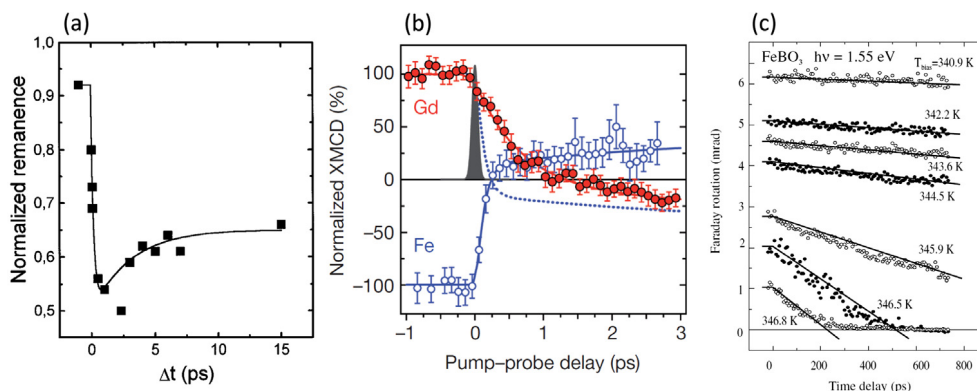 (a)
Normalized remanence
1,0
0,9
0,8
0,7
0,6
0,5
0
5
10
15
Δt (ps)
(b)
Normalized XMCD (%)
100
50
0
−50
−100
Gd
Fe
−1
0
1
2
3
Pump–probe delay (ps)
(c)
Faraday rotation (mrad)
FeBO₃ hν = 1.55 eV
T_bias=340.9 K
342.2 K
343.6 K
344.5 K
345.9 K
346.5 K
346.8 K
6
5
4
3
2
1
0
0
200
400
600
800
Time delay (ps)